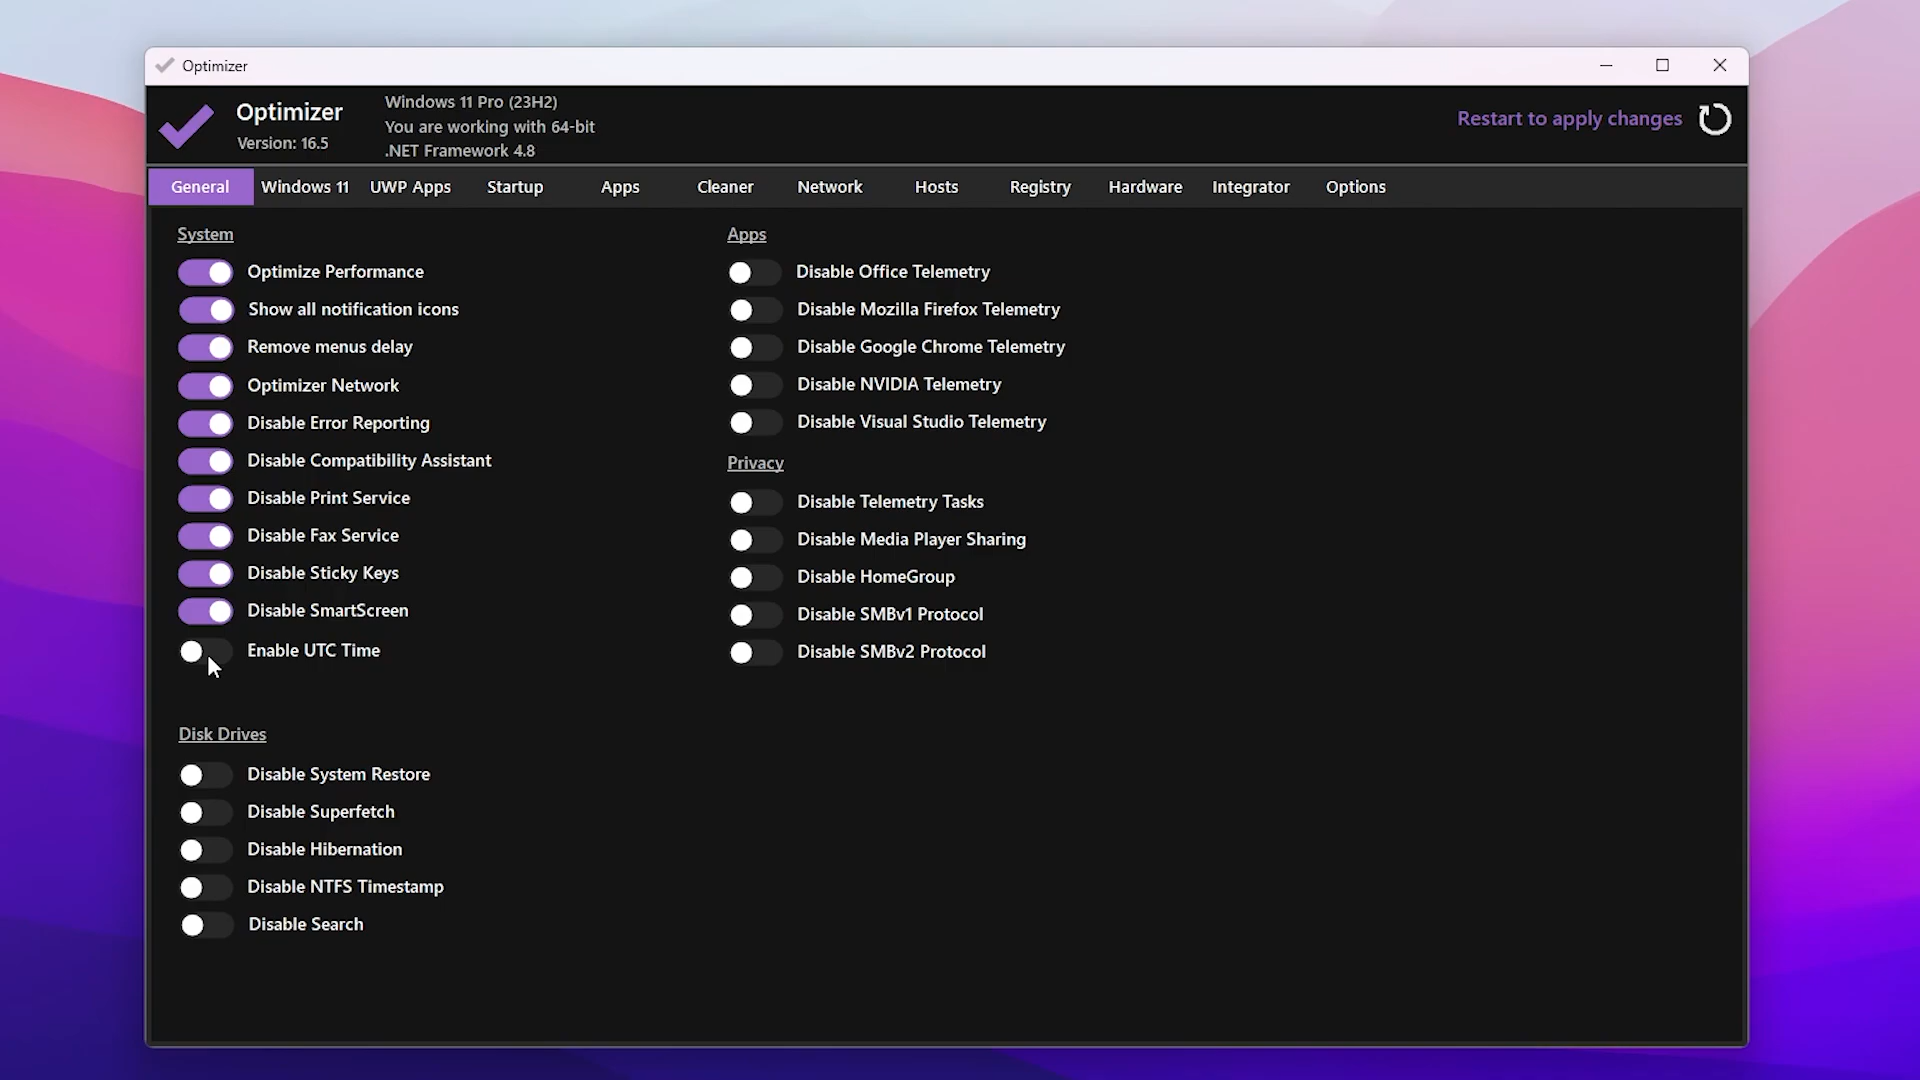 Optimizer
Optimizer
Version: 16.5
Windows 11 Pro (23H2)
You are working with 64-bit
.NET Framework 4.8
Restart to apply changes
General Windows 11 UWP Apps Startup Apps Cleaner Network Hosts Registry Hardware Integrator Options
System
Optimize Performance
Show all notification icons
Remove menus delay
Optimizer Network
Disable Error Reporting
Disable Compatibility Assistant
Disable Print Service
Disable Fax Service
Disable Sticky Keys
Disable SmartScreen
Enable UTC Time
Disk Drives
Disable System Restore
Disable Superfetch
Disable Hibernation
Disable NTFS Timestamp
Disable Search
Apps
Disable Office Telemetry
Disable Mozilla Firefox Telemetry
Disable Google Chrome Telemetry
Disable NVIDIA Telemetry
Disable Visual Studio Telemetry
Privacy
Disable Telemetry Tasks
Disable Media Player Sharing
Disable HomeGroup
Disable SMBv1 Protocol
Disable SMBv2 Protocol